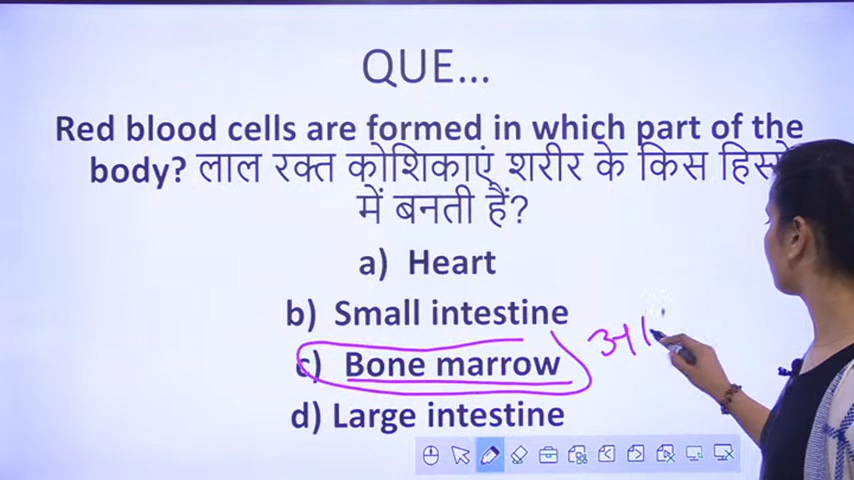 QUE...
Red blood cells are formed in which part of the
body? लाल रक्त कोशिकाएं शरीर के किस हिस्से
में बनती हैं?
a) Heart
b) Small intestine
c) Bone marrow
d) Large intestine